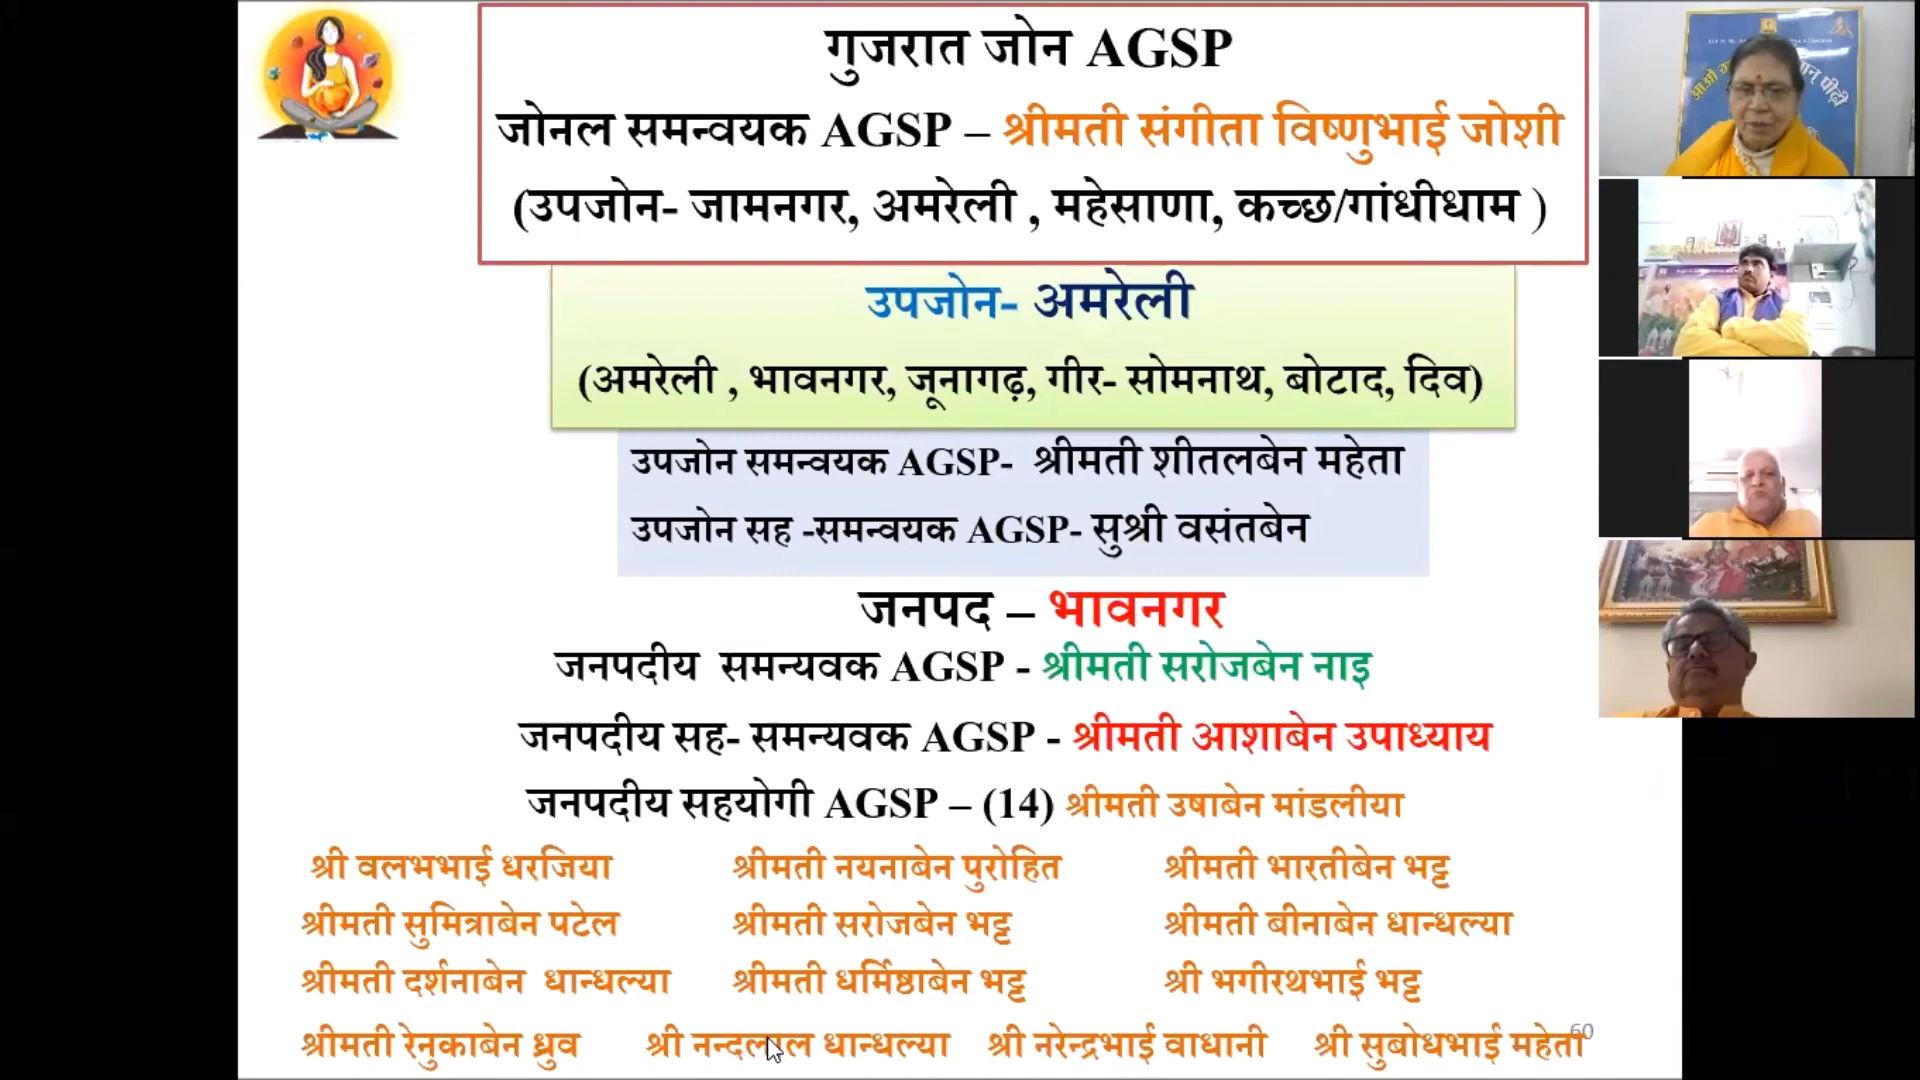 गुजरात जोन AGSP
जोनल समन्वयक AGSP – श्रीमती संगीता विष्णुभाई जोशी
(उपजोन- जामनगर, अमरेली , महेसाणा, कच्छ/गांधीधाम )
उपजोन- अमरेली
(अमरेली , भावनगर, जूनागढ़, गीर- सोमनाथ, बोटाद, दिव)
उपजोन समन्वयक AGSP- श्रीमती शीतलबेन महेता
उपजोन सह -समन्वयक AGSP- सुश्री वसंतबेन
जनपद – भावनगर
जनपदीय समन्यवक AGSP - श्रीमती सरोजबेन नाइ
जनपदीय सह- समन्यवक AGSP - श्रीमती आशाबेन उपाध्याय
जनपदीय सहयोगी AGSP – (14) श्रीमती उषाबेन मांडलीया
श्री वलभभाई धरजिया श्रीमती नयनाबेन पुरोहित श्रीमती भारतीबेन भट्ट
श्रीमती सुमित्राबेन पटेल श्रीमती सरोजबेन भट्ट श्रीमती बीनाबेन धान्धल्या
श्रीमती दर्शनाबेन धान्धल्या श्रीमती धर्मिष्ठाबेन भट्ट श्री भगीरथभाई भट्ट
श्रीमती रेनुकाबेन ध्रुव श्री नन्दलाल धान्धल्या श्री नरेन्द्रभाई वाधानी श्री सुबोधभाई महेता
60
आओ
पीढ़ी